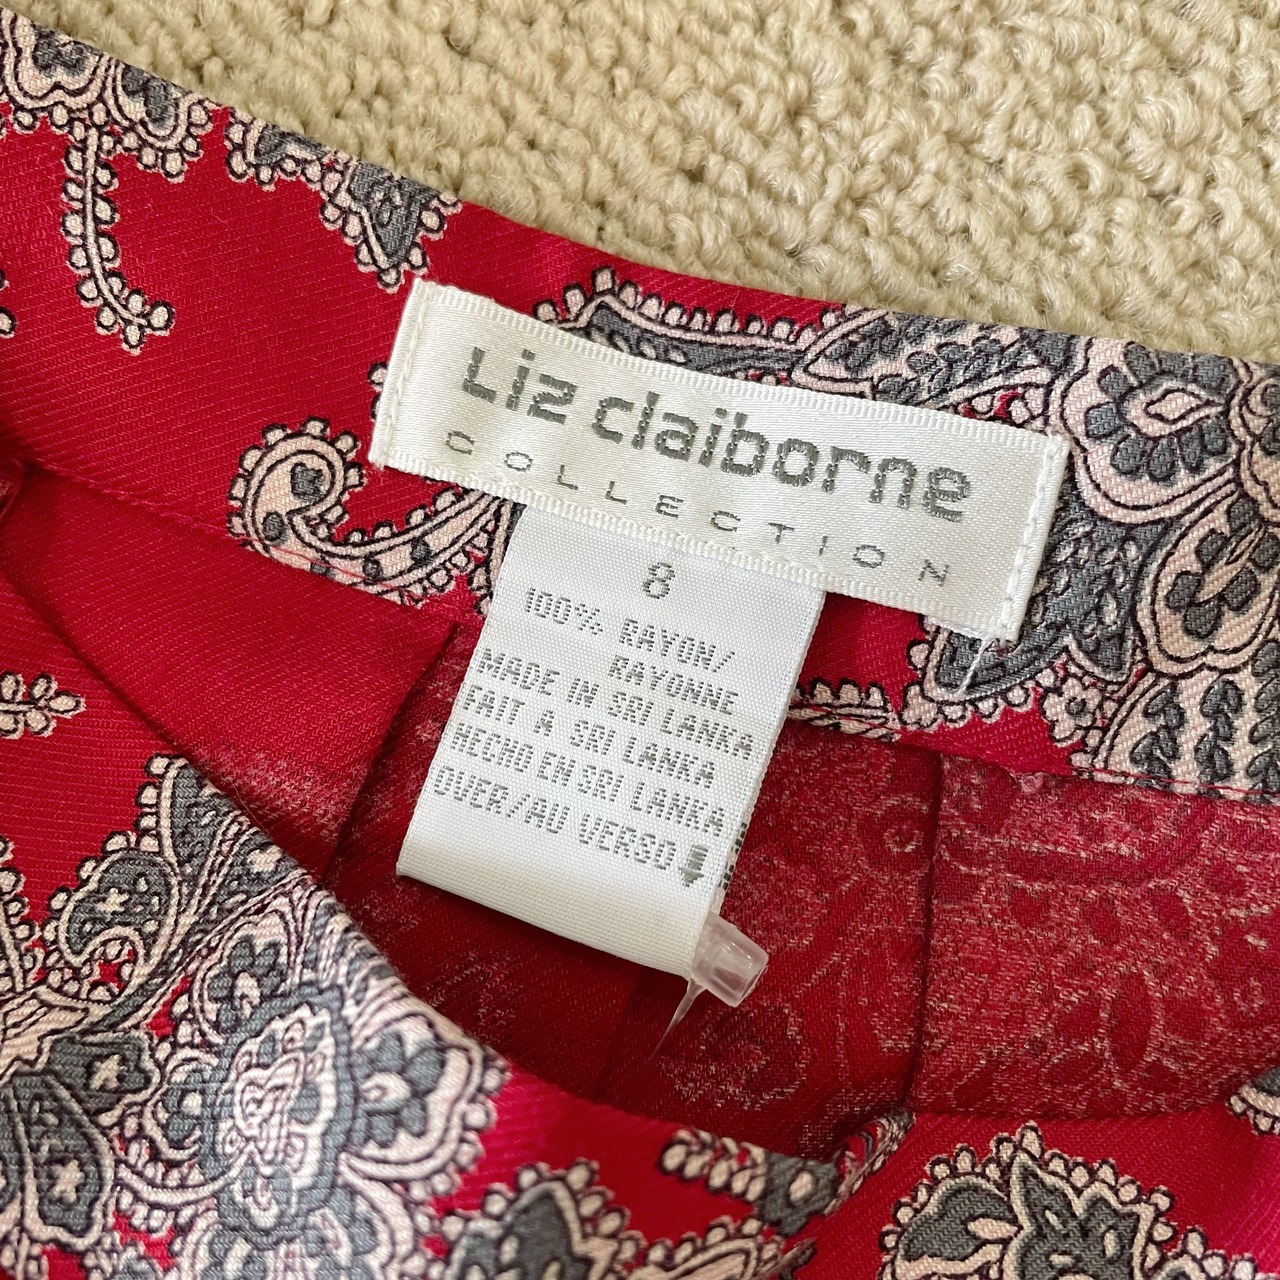 Liz claiborne
COLLECTION
8
100% RAYON/
RAYONNE
MADE IN SRI LANKA
FAIT À SRI LANKA
HECHO EN SRI LANKA
OVER/AU VERSO